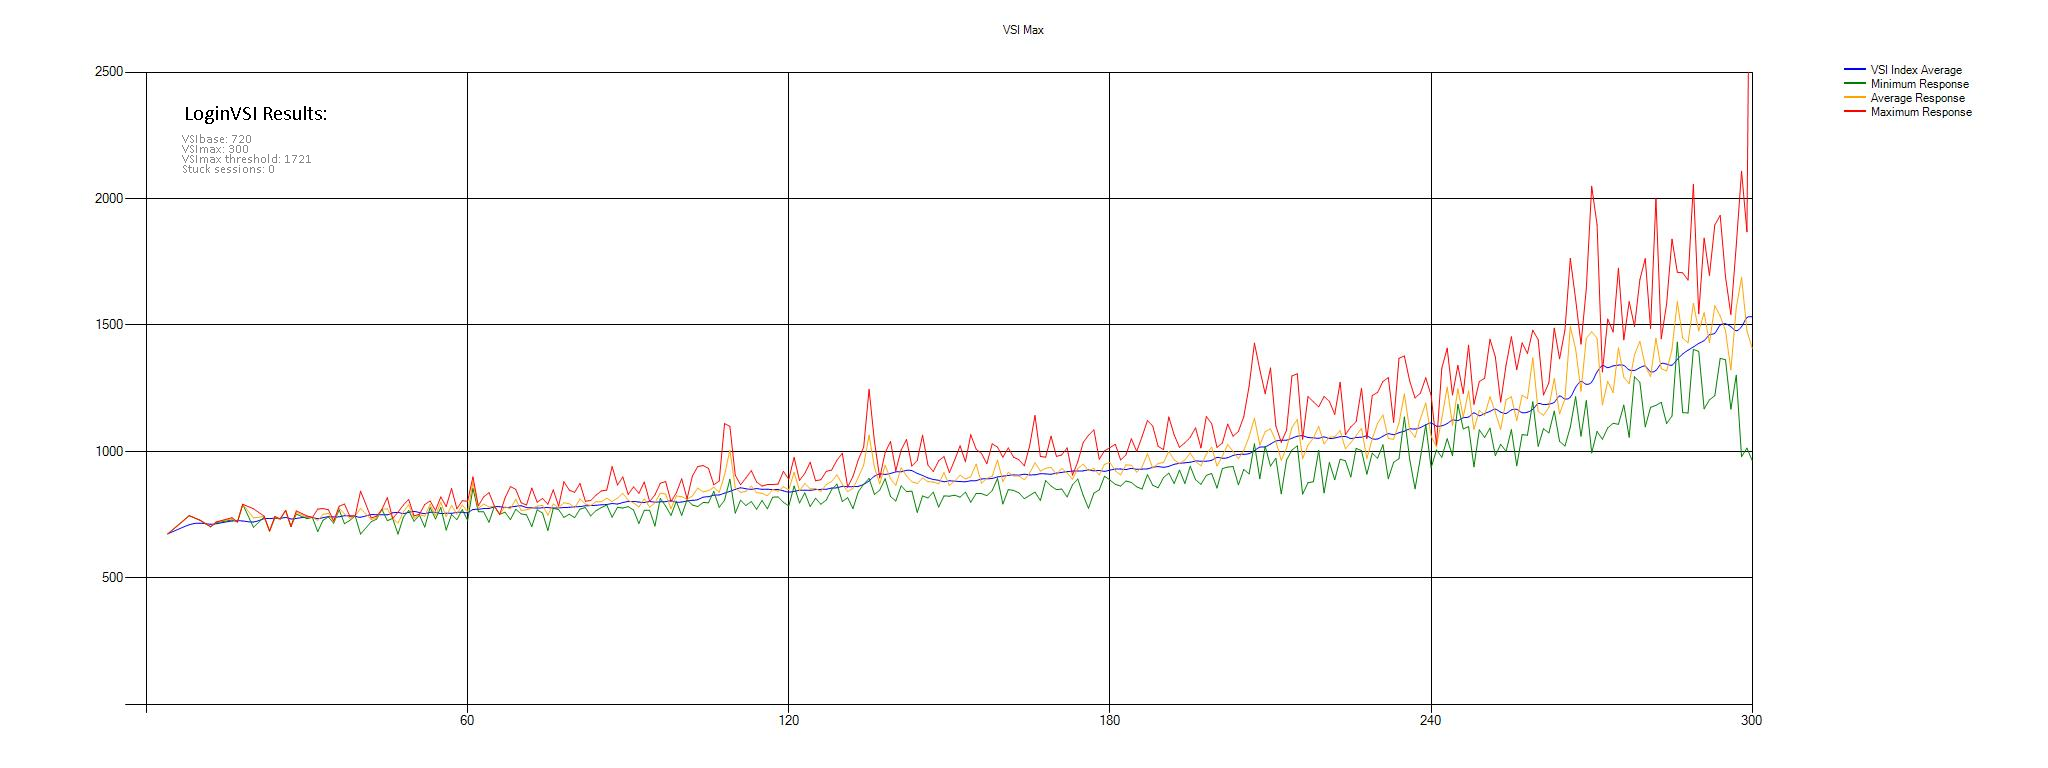 VSI Max
2500
2000
1500
1000
500
LoginVSI Results:
VSIbase: 720
VSImax: 300
VSImax threshold: 1721
Stuck sessions: 0
VSI Index Average
Minimum Response
Average Response
Maximum Response
60
120
180
240
300